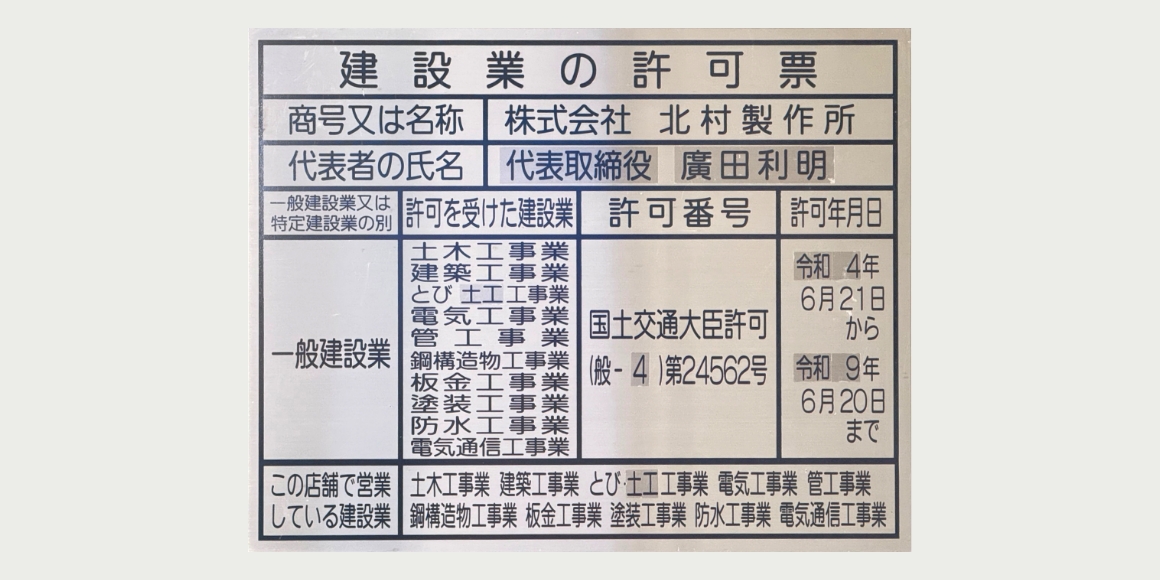 建設業の許可票
商号又は名称 株式会社 北村製作所
代表者の氏名 代表取締役 廣田利明
一般建設業又は
特定建設業の別
許可を受けた建設業
許可番号
許可年月日
一般建設業
土木工事業
建築工事業
とび 土工工事業
電気工事業
管工事業
鋼構造物工事業
板金工事業
塗装工事業
防水工事業
電気通信工事業
国土交通大臣許可
(般-4)第24562号
令和 4年
6月21日
から
令和 9年
6月20日
まで
この店舗で営業
している建設業
土木工事業 建築工事業 とび·土工工事業 電気工事業 管工事業
鋼構造物工事業 板金工事業 塗装工事業 防水工事業 電気通信工事業